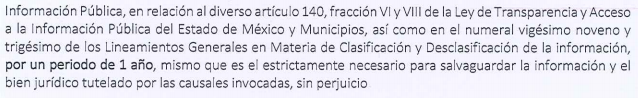 Información Pública, en relación al diverso artículo 140, fracción VI y VIII de la Ley de Transparencia y Acceso
a la Información Pública del Estado de México y Municipios, así como en el numeral vigésimo noveno y
trigésimo de los Lineamientos Generales en Materia de Clasificación y Desclasificación de la información,
por un periodo de 1 año, mismo que es el estrictamente necesario para salvaguardar la información y el
bien jurídico tutelado por las causales invocadas, sin perjuicio